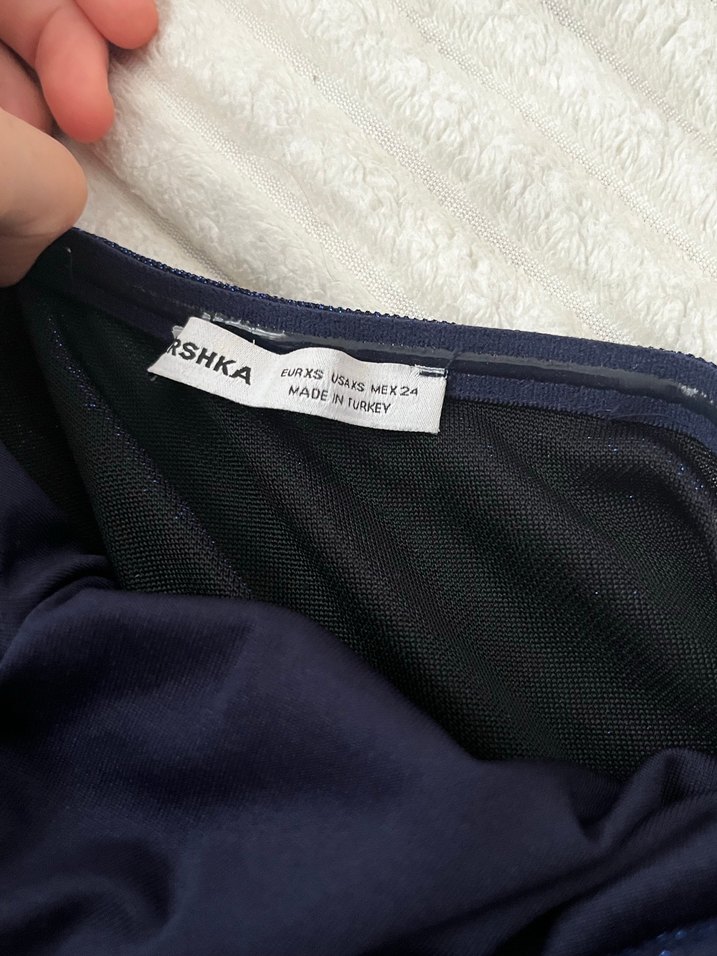 RSHKA
EUR XS USA XS MEX 24
MADE IN TURKEY